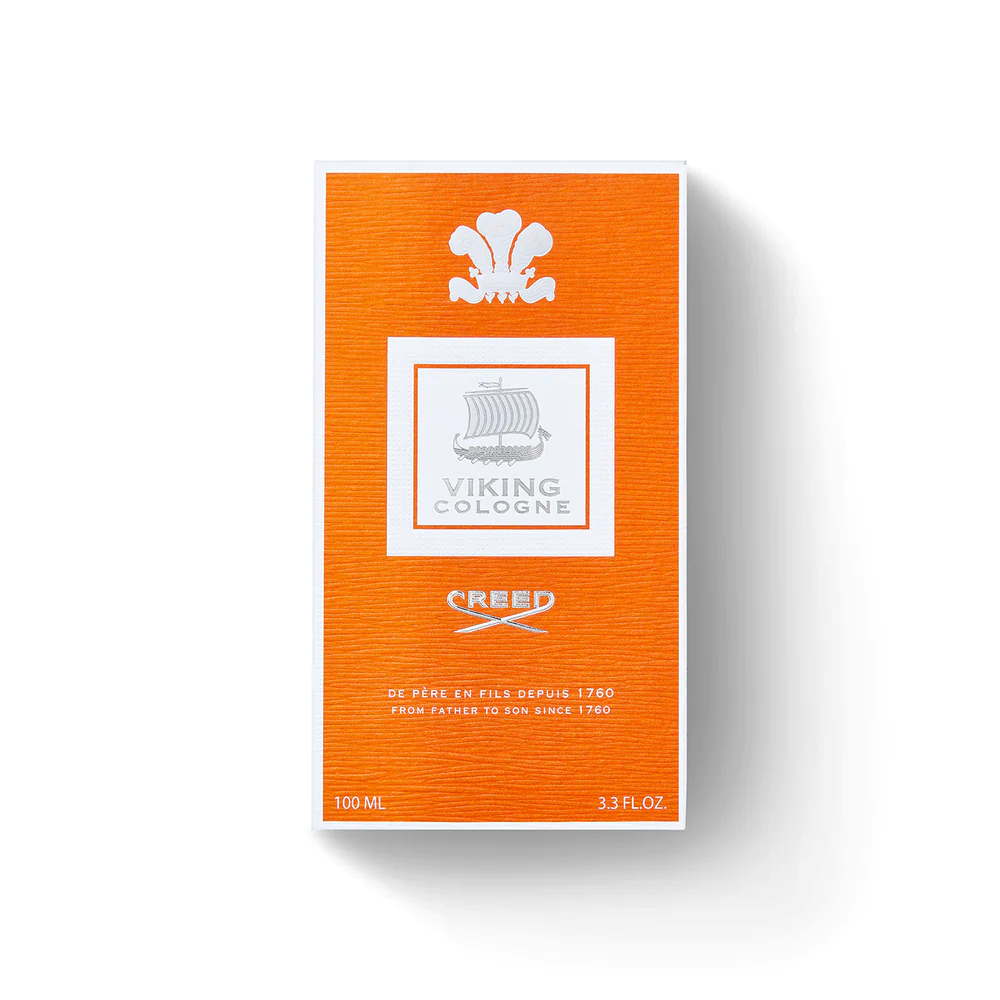 VIKING
COLOGNE
CREED
DE PÈRE EN FILS DEPUIS 1760
FROM FATHER TO SON SINCE 1760
100 ML 3.3 FL.OZ.